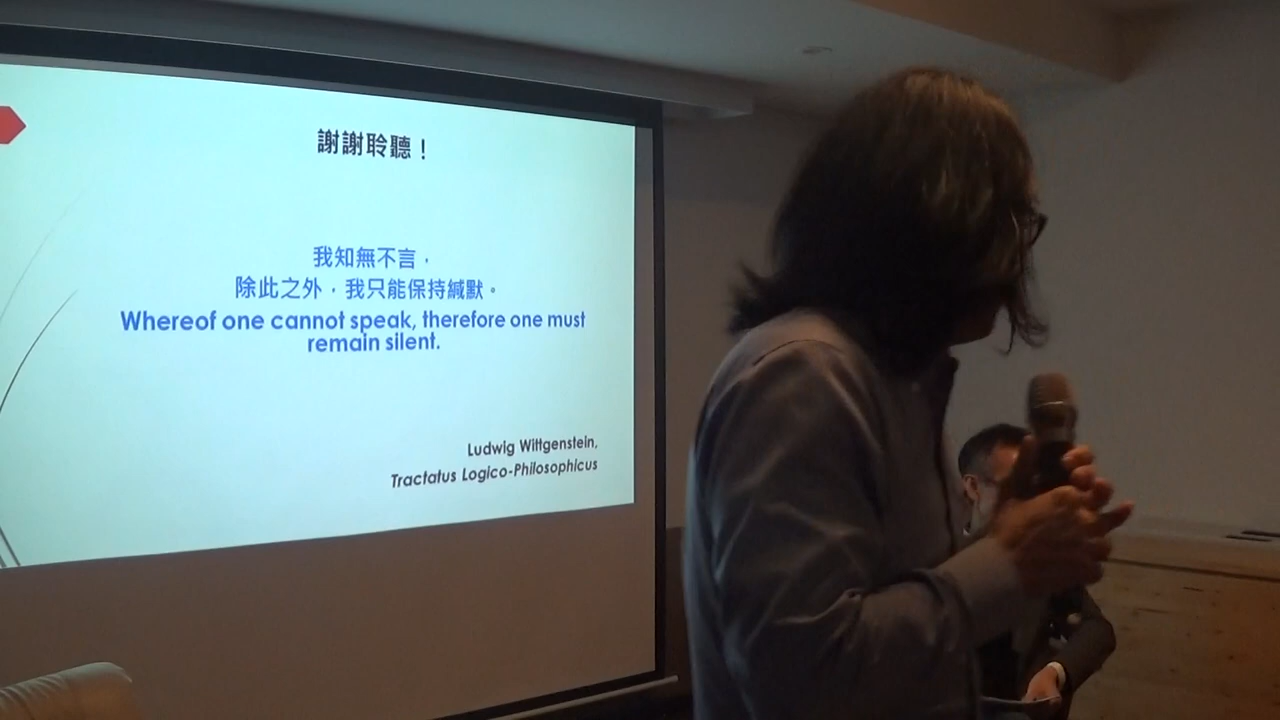 謝謝聆聽！
我知無不言，
除此之外，我只能保持緘默。
Whereof one cannot speak, therefore one must
remain silent.
Ludwig Wittgenstein,
Tractatus Logico-Philosophicus